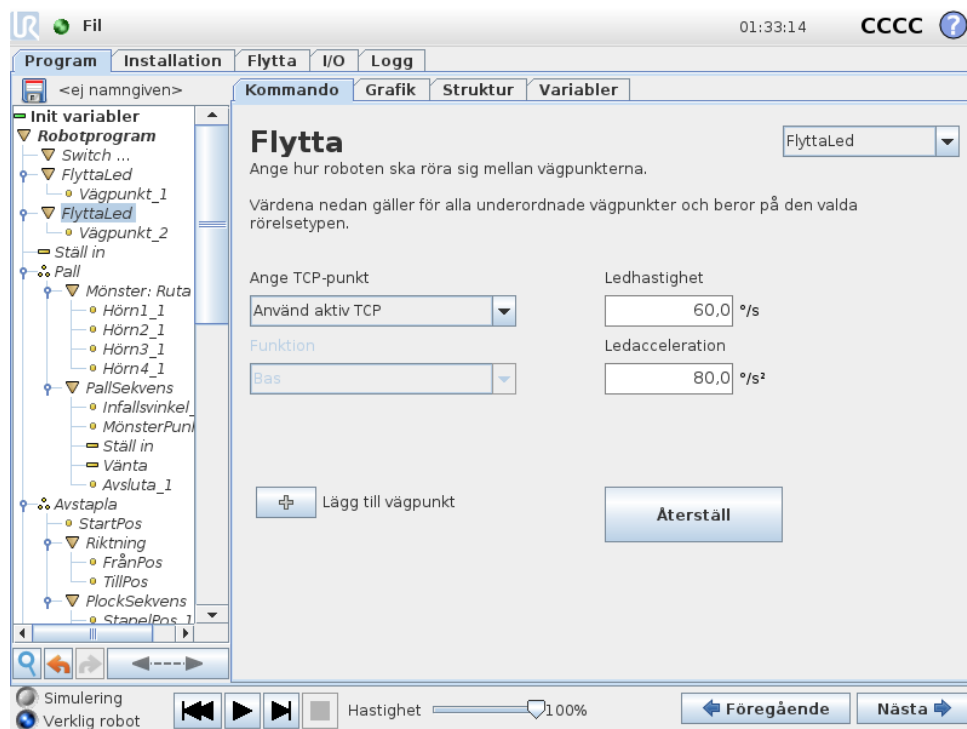 UR Fil 01:33:14 CCCC ?
Program Installation Flytta I/O Logg
<ej namngiven>
Kommando Grafik Struktur Variabler
Init variabler
Robotprogram
Switch ...
FlyttaLed
Vägpunkt_1
FlyttaLed
Vägpunkt_2
Ställ in
Pall
Mönster: Ruta
Hörn1_1
Hörn2_1
Hörn3_1
Hörn4_1
PallSekvens
Infallsvinkel_
MönsterPunl
Ställ in
Vänta
Avsluta_1
Avstapla
StartPos
Riktning
FrånPos
TillPos
PlockSekvens
StapelPos_1
Flytta
FlyttaLed
Ange hur roboten ska röra sig mellan vägpunkterna.
Värdena nedan gäller för alla underordnade vägpunkter och beror på den valda
rörelsetypen.
Ange TCP-punkt
Använd aktiv TCP
Funktion
Bas
Ledhastighet
60,0 °/s
Ledacceleration
80,0 °/s²
Lägg till vägpunkt
Återställ
Simulering
Verklig robot
Hastighet 100%
Föregående
Nästa